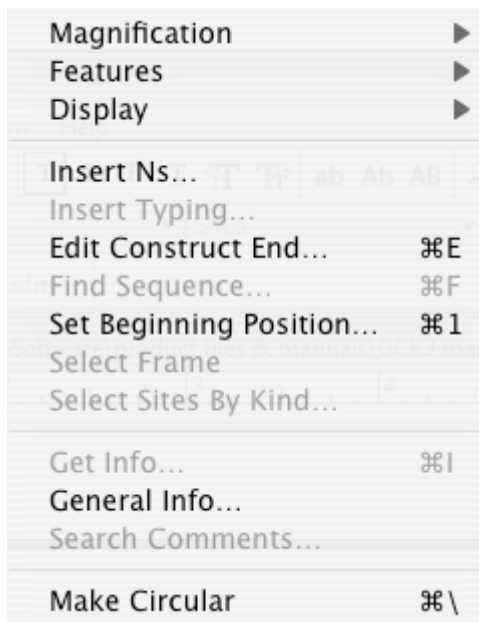 Magnification
Features
Display
Insert Ns...
Insert Typing...
Edit Construct End... ⌘E
Find Sequence... ⌘F
Set Beginning Position... ⌘1
Select Frame
Select Sites By Kind...
Get Info... ⌘I
General Info...
Search Comments...
Make Circular ⌘\